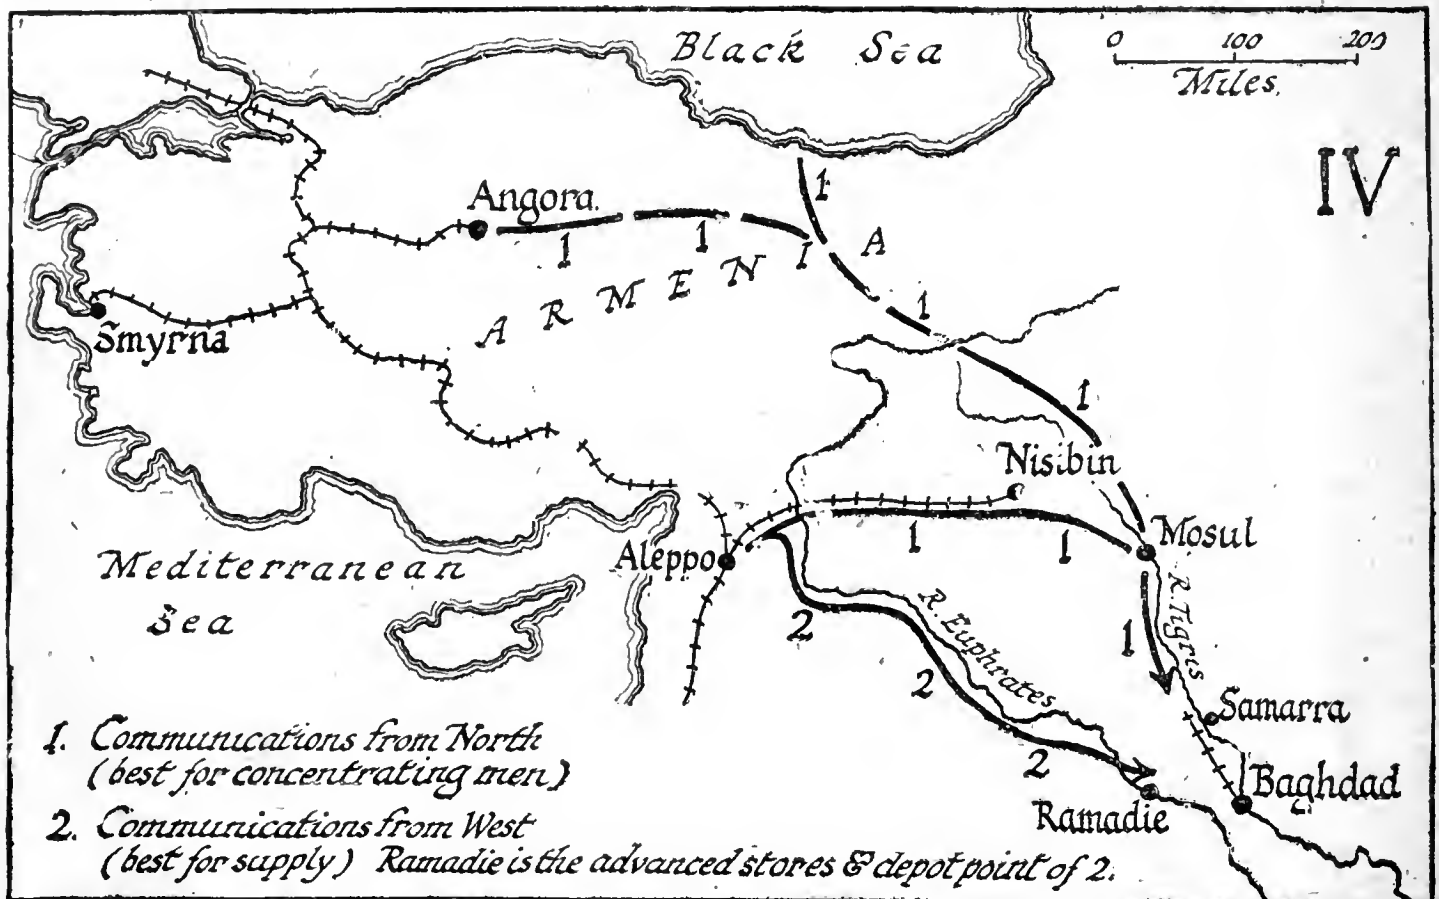 Black Sea
0 100 200
Miles.
IV
Angora.
1
1
1
ARMENIA
1
1
Smyrna
Nisibin
Mosul
1
1
Aleppo
Mediterranean
Sea
R. Euphrates
R. Tigris
1
2
2
2
Samarra
Baghdad
Ramadie
1. Communications from North
(best for concentrating men)
2. Communications from West
(best for supply) Ramadie is the advanced stores & depot point of 2.